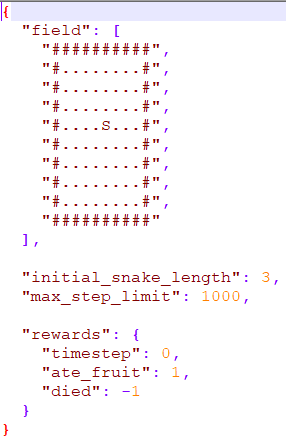 {
  "field": [
    "##########",
    "#........#",
    "#........#",
    "#........#",
    "#....S...#",
    "#........#",
    "#........#",
    "#........#",
    "#........#",
    "##########"
  ],

  "initial_snake_length": 3,
  "max_step_limit": 1000,

  "rewards": {
    "timestep": 0,
    "ate_fruit": 1,
    "died": -1
  }
}